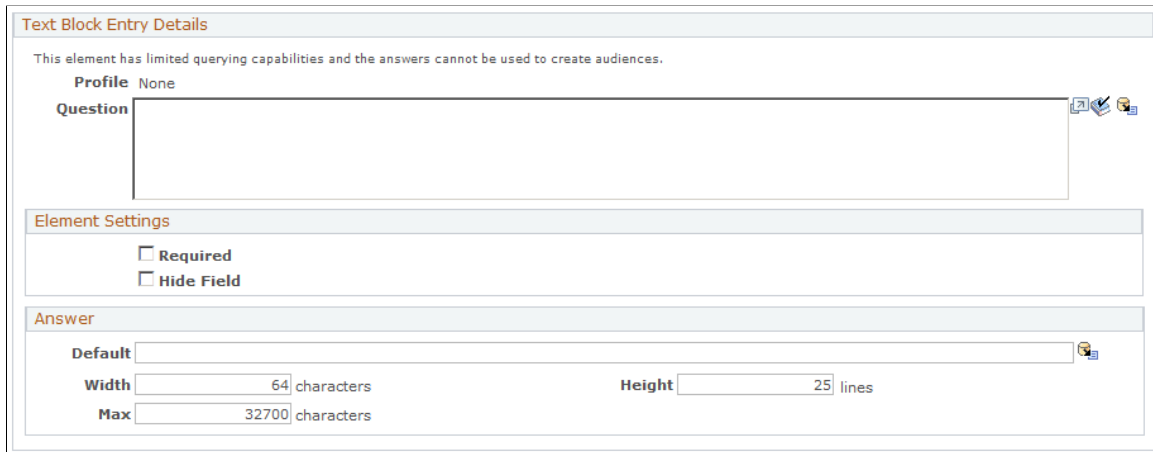 Text Block Entry Details
This element has limited querying capabilities and the answers cannot be used to create audiences.
Profile None
Question
Element Settings
Required
Hide Field
Answer
Default
Width 64 characters Height 25 lines
Max 32700 characters